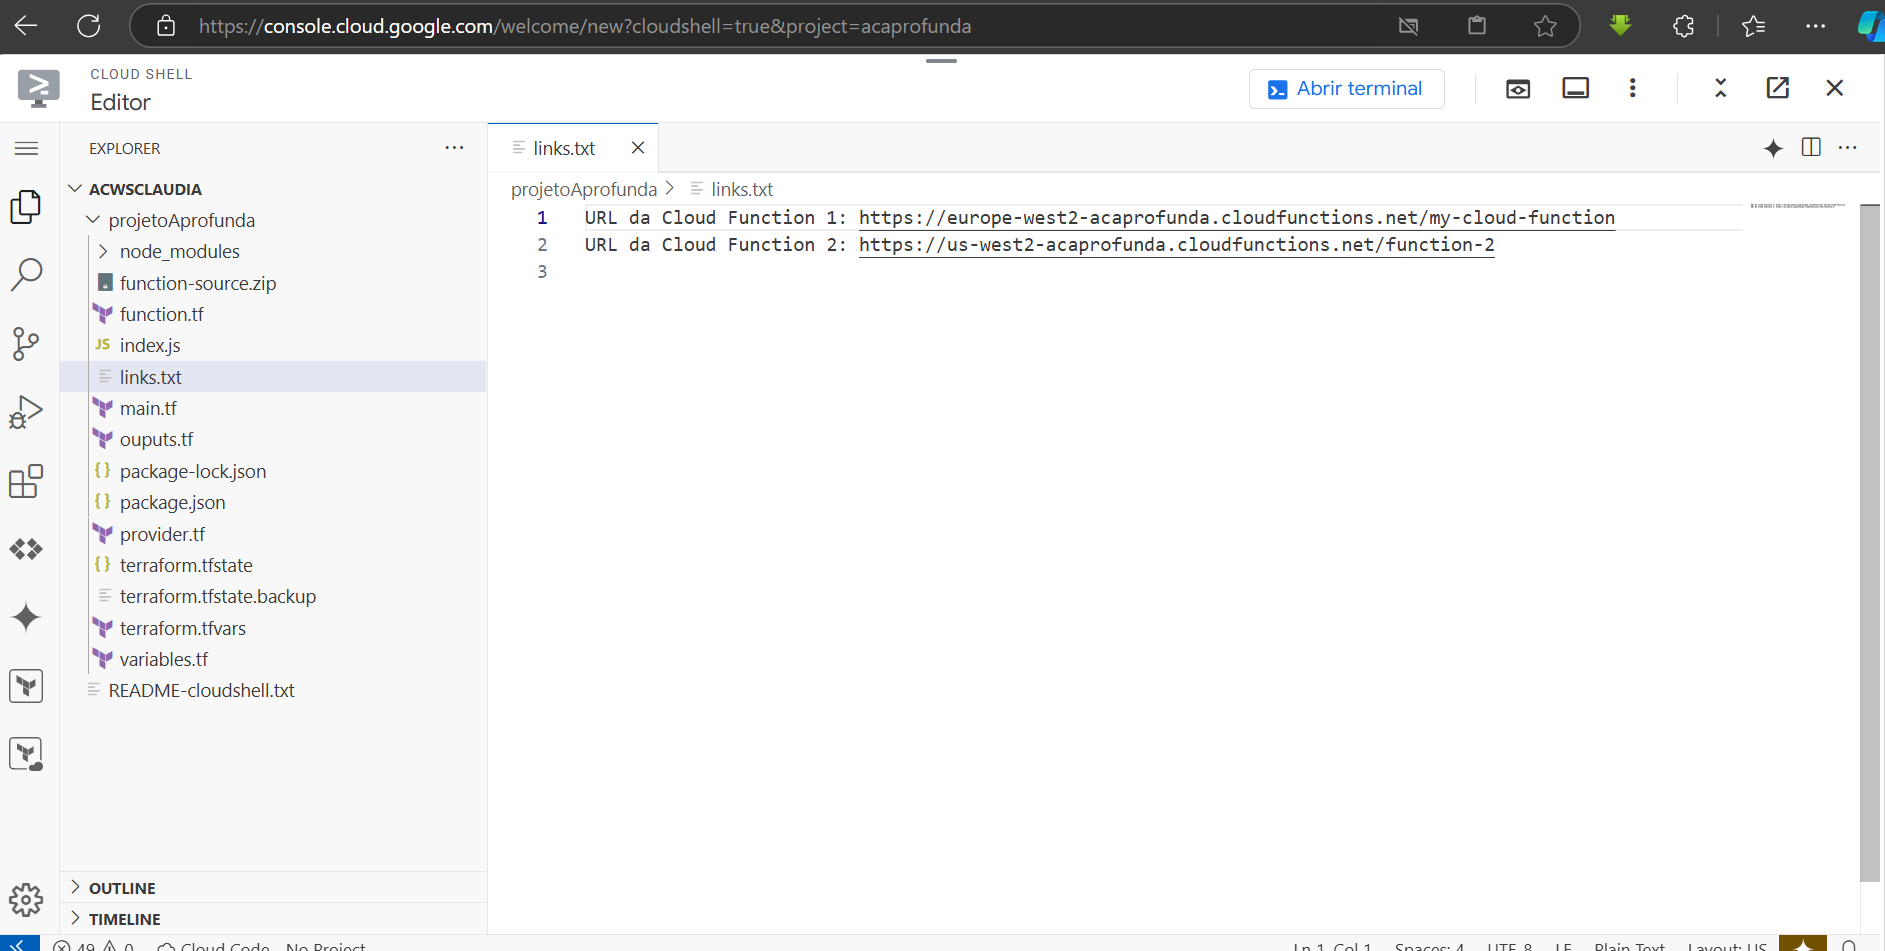 https://console.cloud.google.com/welcome/new?cloudshell=true&project=acaprofunda
CLOUD SHELL
Editor
Abrir terminal
EXPLORER
links.txt
ACWSCLAUDIA
projetoAprofunda
node_modules
function-source.zip
function.tf
JS index.js
links.txt
main.tf
ouputs.tf
{} package-lock.json
{} package.json
provider.tf
{} terraform.tfstate
terraform.tfstate.backup
terraform.tfvars
variables.tf
README-cloudshell.txt
OUTLINE
TIMELINE
projetoAprofunda > links.txt
1 URL da Cloud Function 1: https://europe-west2-acaprofunda.cloudfunctions.net/my-cloud-function
2 URL da Cloud Function 2: https://us-west2-acaprofunda.cloudfunctions.net/function-2
3
49 0 Cloud Code No Project Ln 1, Col 1 Spaces: 4 UTF-8 LF Plain Text Layout: US